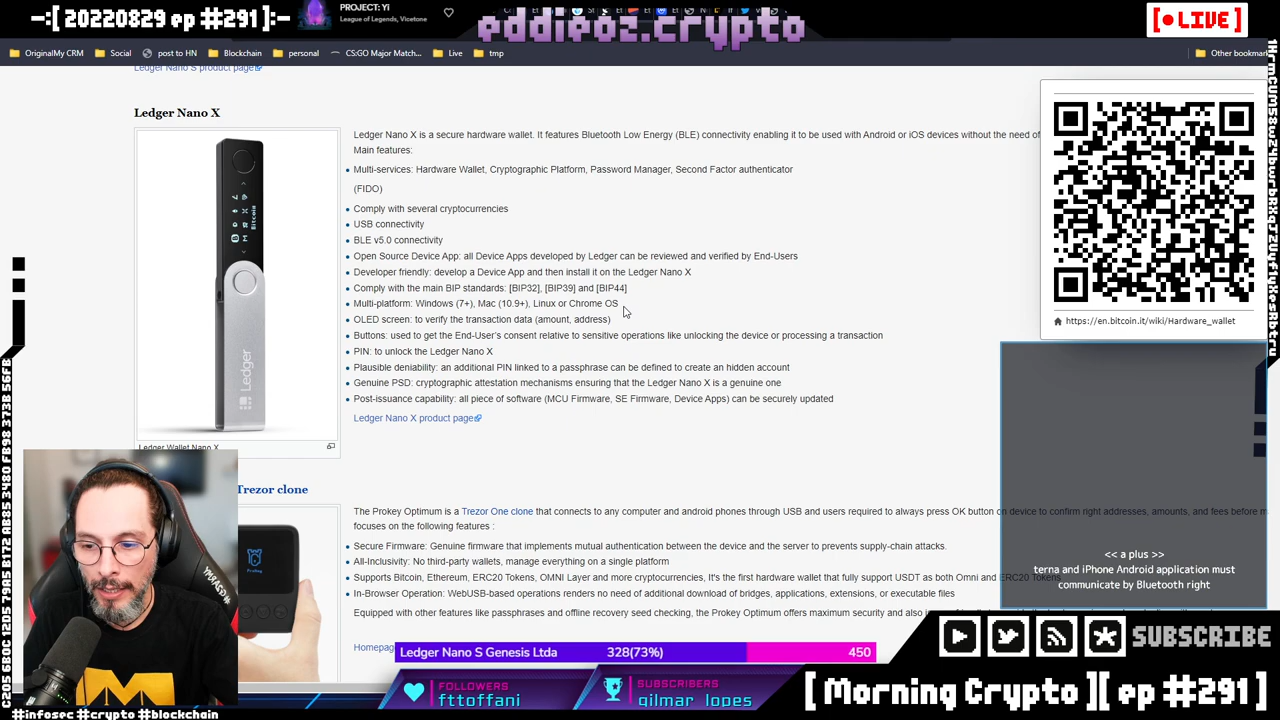 -:[ 20220829 ep #291]:-
PROJECT: Yi
League of Legends, Vicetone
eddieoz.crypto
[•LIVE]
OriginalMy CRM
Social
post to HN
Blockchain
personal
CS:GO Major Match...
Live
tmp
Other bookmar
Ledger Nano S product page
Ledger Nano X
Ledger Nano X is a secure hardware wallet. It features Bluetooth Low Energy (BLE) connectivity enabling it to be used with Android or iOS devices without the need of
Main features:
Multi-services: Hardware Wallet, Cryptographic Platform, Password Manager, Second Factor authenticator
(FIDO)
Comply with several cryptocurrencies
USB connectivity
BLE v5.0 connectivity
Open Source Device App: all Device Apps developed by Ledger can be reviewed and verified by End-Users
Developer friendly: develop a Device App and then install it on the Ledger Nano X
Comply with the main BIP standards: [BIP32], [BIP39] and [BIP44]
Multi-platform: Windows (7+), Mac (10.9+), Linux or Chrome OS
OLED screen: to verify the transaction data (amount, address)
Buttons: used to get the End-User's consent relative to sensitive operations like unlocking the device or processing a transaction
PIN: to unlock the Ledger Nano X
Plausible deniability: an additional PIN linked to a passphrase can be defined to create an hidden account
Genuine PSD: cryptographic attestation mechanisms ensuring that the Ledger Nano X is a genuine one
Post-issuance capability: all piece of software (MCU Firmware, SE Firmware, Device Apps) can be securely updated
Ledger Nano X product page
Bitcoin
Ledger
Ledger Wallet Nano X
https://en.bitcoin.it/wiki/Hardware_wallet
Trezor clone
The Prokey Optimum is a Trezor One clone that connects to any computer and android phones through USB and users required to always press OK button on device to confirm right addresses, amounts, and fees before m
focuses on the following features :
Secure Firmware: Genuine firmware that implements mutual authentication between the device and the server to prevents supply-chain attacks.
All-Inclusivity: No third-party wallets, manage everything on a single platform
Supports Bitcoin, Ethereum, ERC20 Tokens, OMNI Layer and more cryptocurrencies, It's the first hardware wallet that fully support USDT as both Omni and ERC20 Tokens
In-Browser Operation: WebUSB-based operations renders no need of additional download of bridges, applications, extensions, or executable files
Equipped with other features like passphrases and offline recovery seed checking, the Prokey Optimum offers maximum security and also
Homepag
<< a plus >>
terna and iPhone Android application must
communicate by Bluetooth right
Ledger Nano S Genesis Ltda
328(73%)
450
SUBSCRIBE
FOLLOWERS
fttoffani
SUBSCRIBERS
gilmar_lopes
[Morning Crypto][ep #291]
#infosec #crypto #blockchain